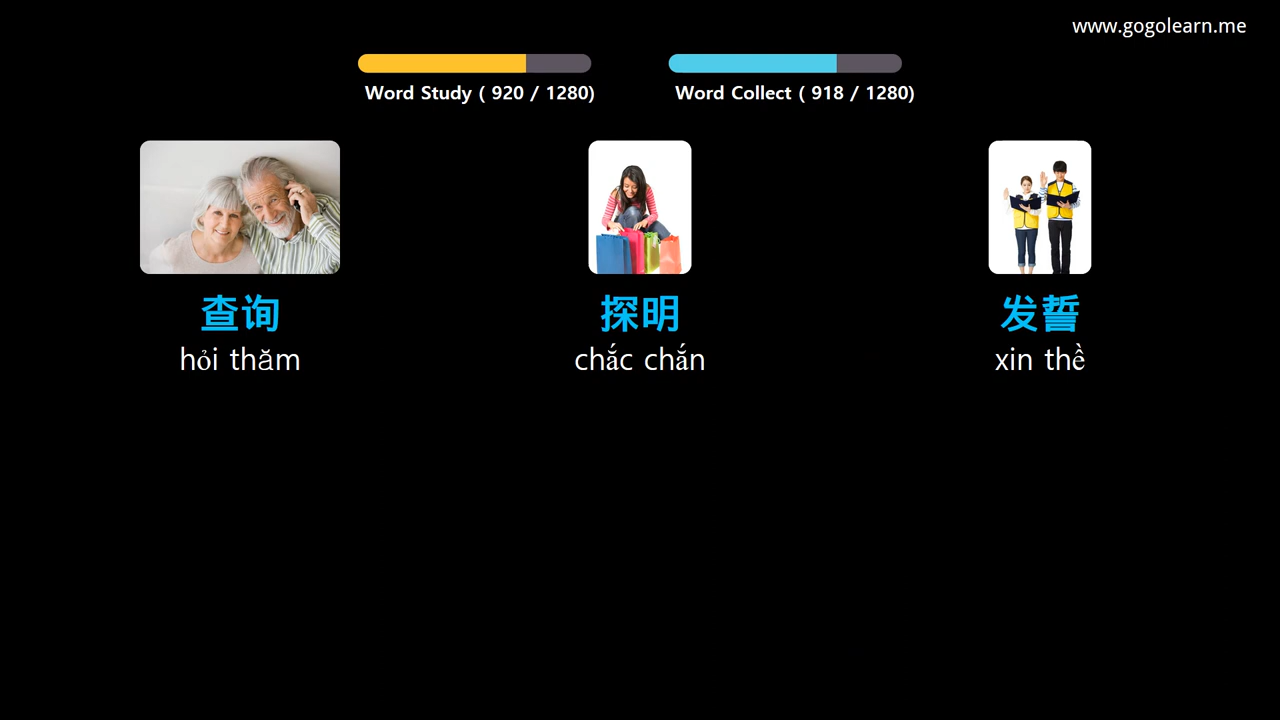 www.gogolearn.me
Word Study ( 920 / 1280)
Word Collect ( 918 / 1280)
查询
探明
发誓
hỏi thăm
chắc chắn
xin thề